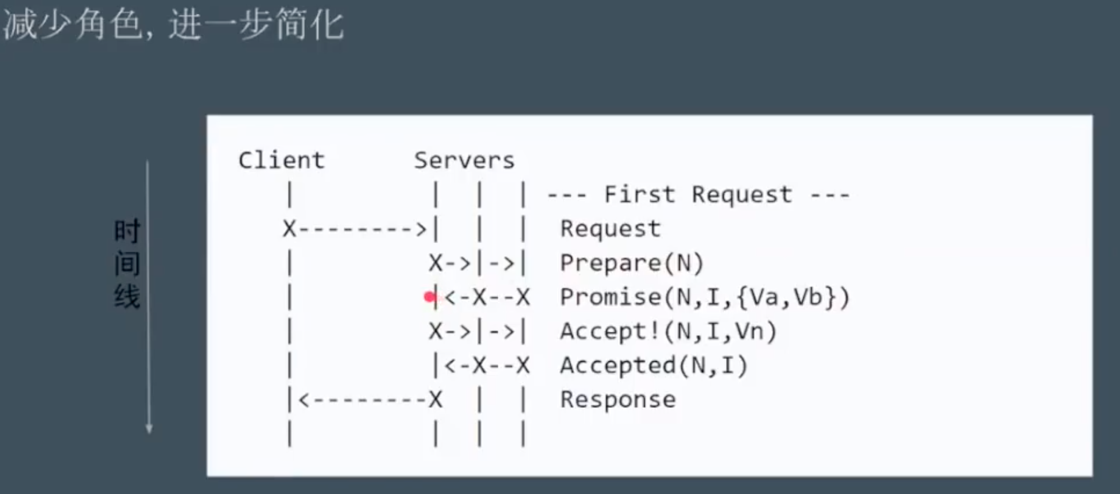 减少角色, 进一步简化
时间线
Client      Servers
   |         |  |  | --- First Request ---
   X-------->|  |  |  Request
   |         X->|->|  Prepare(N)
   |         |<-X--X  Promise(N,I,{Va,Vb})
   |         X->|->|  Accept!(N,I,Vn)
   |         |<-X--X  Accepted(N,I)
   |<--------X  |  |  Response
   |         |  |  |